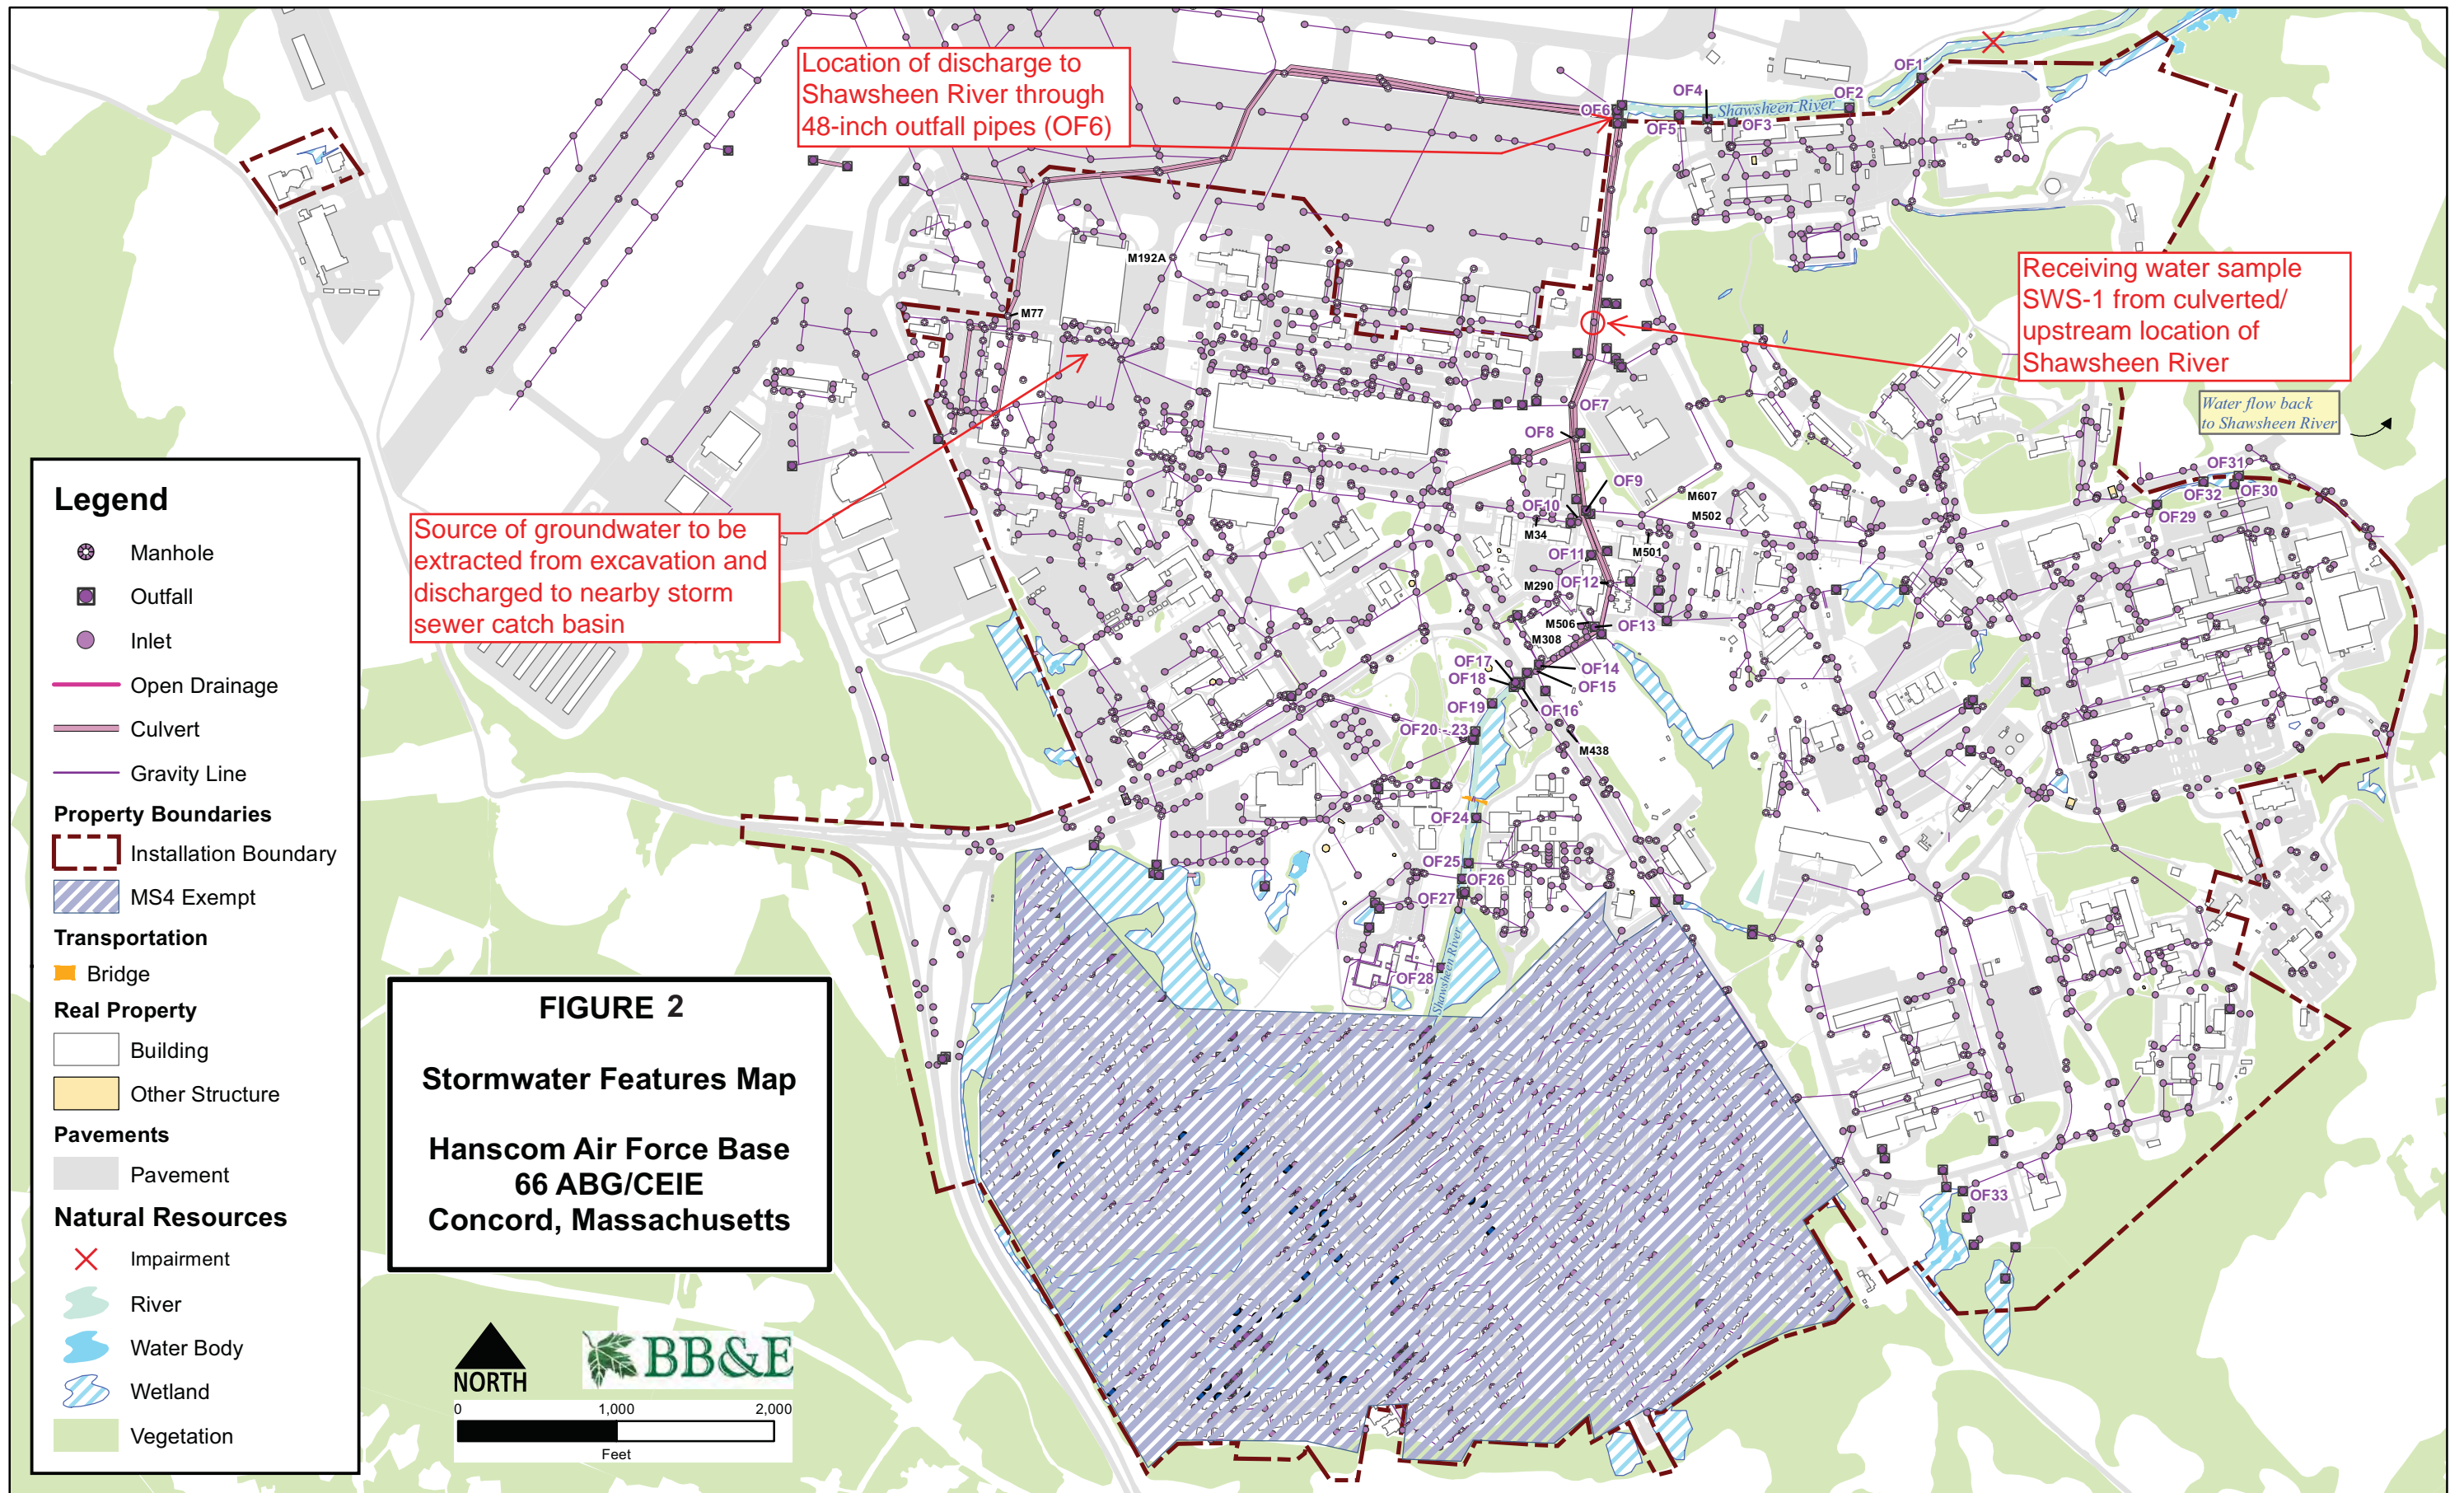 Location of discharge to
Shawsheen River through
48-inch outfall pipes (OF6)
OF6
OF5
OF4
Shawsheen River
OF3
OF2
OF1
M192A
M77
Receiving water sample
SWS-1 from culverted/
upstream location of
Shawsheen River
Water flow back
to Shawsheen River
OF7
OF8
OF9
OF10
M34
M607
M502
M501
OF11
OF12
M290
M506
OF13
M308
OF17
OF18
OF14
OF15
OF16
OF19
OF20 - 23
M438
OF24
OF25
OF26
OF27
OF28
Shawsheen River
Shawsheen River
OF31
OF32
OF30
OF29
OF33
Source of groundwater to be
extracted from excavation and
discharged to nearby storm
sewer catch basin
Legend
Manhole
Outfall
Inlet
Open Drainage
Culvert
Gravity Line
Property Boundaries
Installation Boundary
MS4 Exempt
Transportation
Bridge
Real Property
Building
Other Structure
Pavements
Pavement
Natural Resources
Impairment
River
Water Body
Wetland
Vegetation
FIGURE 2
Stormwater Features Map
Hanscom Air Force Base
66 ABG/CEIE
Concord, Massachusetts
NORTH
BB&E
0 1,000 2,000
Feet